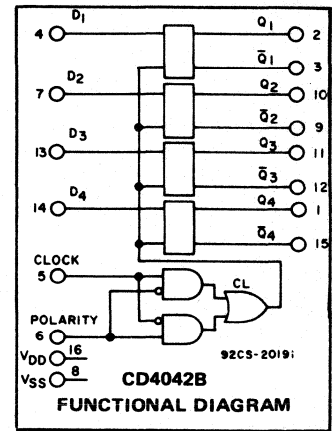 D1
4
Q1 2
Q̅1 3
D2
7
Q2 10
Q̅2 9
D3
13
Q3 11
Q̅3 12
D4
14
Q4 1
Q̅4 15
CLOCK
5
CL
POLARITY
6
92CS-2019i
VDD 16
VSS 8
CD4042B
FUNCTIONAL DIAGRAM